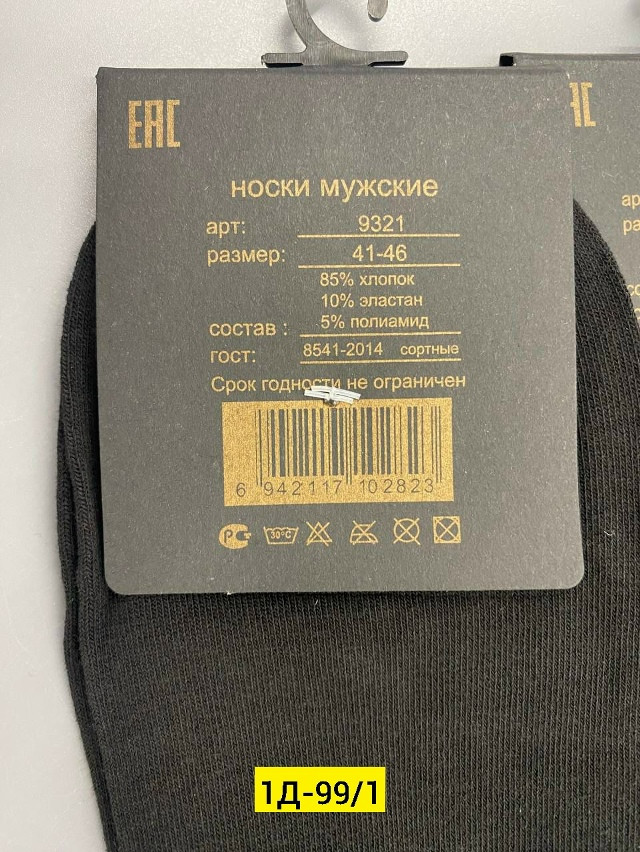 EAC
носки мужские
арт: 9321
размер: 41-46
85% хлопок
10% эластан
состав : 5% полиамид
гост: 8541-2014 сортные
Срок годности не ограничен
6 942117 102823
РС 30°C
1Д-99/1